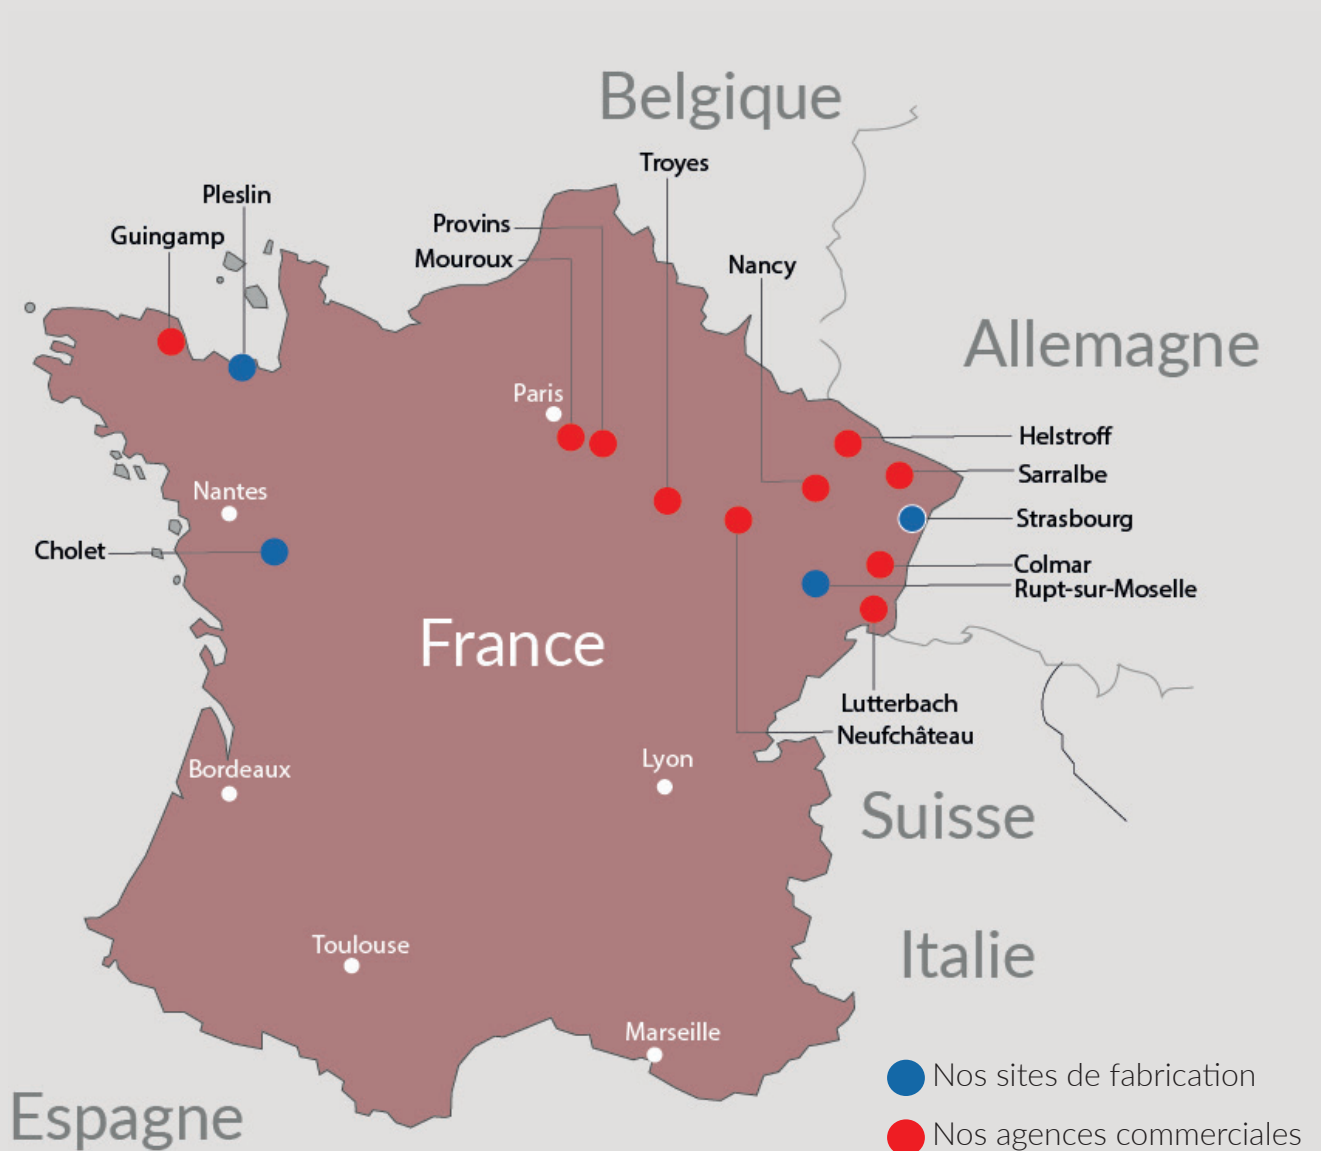 Belgique
Troyes
Pleslin
Provins
Guingamp
Mouroux
Nancy
Allemagne
Paris
Helstroff
Sarralbe
Nantes
Strasbourg
Cholet
Colmar
Rupt-sur-Moselle
France
Lutterbach
Neufchâteau
Lyon
Bordeaux
Suisse
Toulouse
Italie
Marseille
Nos sites de fabrication
Espagne
Nos agences commerciales